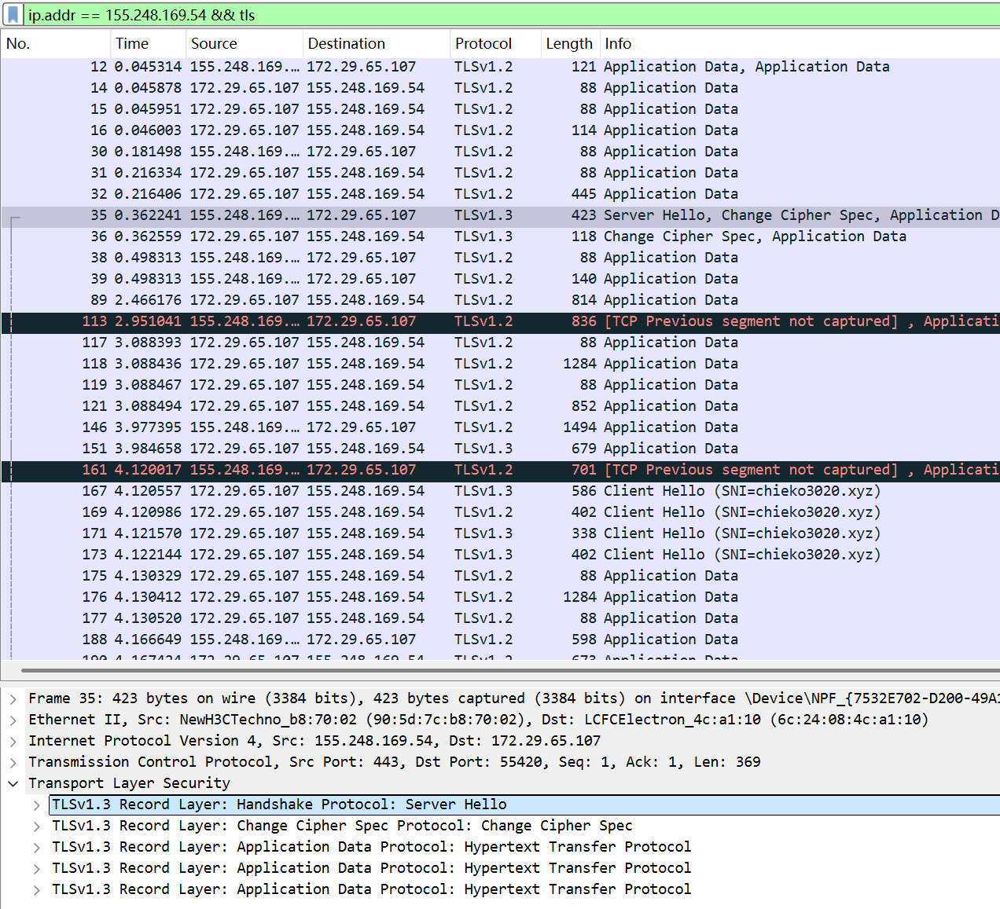 ip.addr == 155.248.169.54 && tls
No. Time Source Destination Protocol Length Info
12 0.045314 155.248.169.… 172.29.65.107 TLSv1.2 121 Application Data, Application Data
14 0.045878 172.29.65.107 155.248.169.54 TLSv1.2 88 Application Data
15 0.045951 172.29.65.107 155.248.169.54 TLSv1.2 88 Application Data
16 0.046003 172.29.65.107 155.248.169.54 TLSv1.2 114 Application Data
30 0.181498 155.248.169.… 172.29.65.107 TLSv1.2 88 Application Data
31 0.216334 172.29.65.107 155.248.169.54 TLSv1.2 88 Application Data
32 0.216406 172.29.65.107 155.248.169.54 TLSv1.2 445 Application Data
35 0.362241 155.248.169.… 172.29.65.107 TLSv1.3 423 Server Hello, Change Cipher Spec, Application D
36 0.362559 172.29.65.107 155.248.169.54 TLSv1.3 118 Change Cipher Spec, Application Data
38 0.498313 155.248.169.… 172.29.65.107 TLSv1.2 88 Application Data
39 0.498313 155.248.169.… 172.29.65.107 TLSv1.2 140 Application Data
89 2.466176 172.29.65.107 155.248.169.54 TLSv1.2 814 Application Data
113 2.951041 155.248.169.… 172.29.65.107 TLSv1.2 836 [TCP Previous segment not captured] , Applicati
117 3.088393 172.29.65.107 155.248.169.54 TLSv1.2 88 Application Data
118 3.088436 172.29.65.107 155.248.169.54 TLSv1.2 1284 Application Data
119 3.088467 172.29.65.107 155.248.169.54 TLSv1.2 88 Application Data
121 3.088494 172.29.65.107 155.248.169.54 TLSv1.2 852 Application Data
146 3.977395 155.248.169.… 172.29.65.107 TLSv1.2 1494 Application Data
151 3.984658 172.29.65.107 155.248.169.54 TLSv1.3 679 Application Data
161 4.120017 155.248.169.… 172.29.65.107 TLSv1.2 701 [TCP Previous segment not captured] , Applicati
167 4.120557 172.29.65.107 155.248.169.54 TLSv1.3 586 Client Hello (SNI=chieko3020.xyz)
169 4.120986 172.29.65.107 155.248.169.54 TLSv1.2 402 Client Hello (SNI=chieko3020.xyz)
171 4.121570 172.29.65.107 155.248.169.54 TLSv1.3 338 Client Hello (SNI=chieko3020.xyz)
173 4.122144 172.29.65.107 155.248.169.54 TLSv1.3 402 Client Hello (SNI=chieko3020.xyz)
175 4.130329 172.29.65.107 155.248.169.54 TLSv1.2 88 Application Data
176 4.130412 172.29.65.107 155.248.169.54 TLSv1.2 1284 Application Data
177 4.130520 172.29.65.107 155.248.169.54 TLSv1.2 88 Application Data
188 4.166649 155.248.169.… 172.29.65.107 TLSv1.2 598 Application Data
190 4.167424 172.29.65.107 155.248.169.54 TLSv1.2 673 Application Data
Frame 35: 423 bytes on wire (3384 bits), 423 bytes captured (3384 bits) on interface \Device\NPF_{7532E702-D200-49A1
Ethernet II, Src: NewH3CTechno_b8:70:02 (90:5d:7c:b8:70:02), Dst: LCFCElectron_4c:a1:10 (6c:24:08:4c:a1:10)
Internet Protocol Version 4, Src: 155.248.169.54, Dst: 172.29.65.107
Transmission Control Protocol, Src Port: 443, Dst Port: 55420, Seq: 1, Ack: 1, Len: 369
Transport Layer Security
TLSv1.3 Record Layer: Handshake Protocol: Server Hello
TLSv1.3 Record Layer: Change Cipher Spec Protocol: Change Cipher Spec
TLSv1.3 Record Layer: Application Data Protocol: Hypertext Transfer Protocol
TLSv1.3 Record Layer: Application Data Protocol: Hypertext Transfer Protocol
TLSv1.3 Record Layer: Application Data Protocol: Hypertext Transfer Protocol